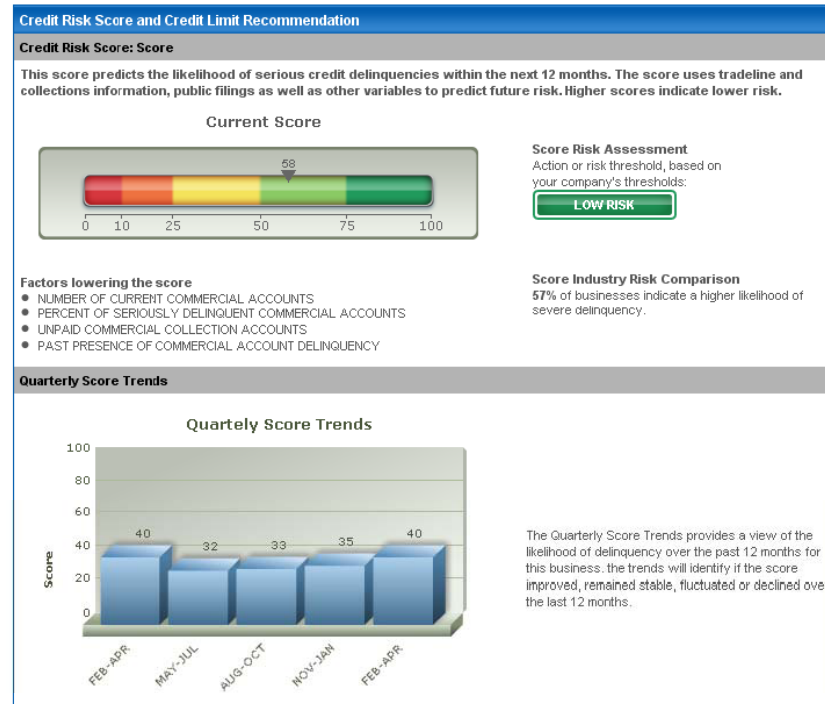 Credit Risk Score and Credit Limit Recommendation
Credit Risk Score: Score
This score predicts the likelihood of serious credit delinquencies within the next 12 months. The score uses tradeline and
collections information, public filings as well as other variables to predict future risk. Higher scores indicate lower risk.
Current Score
58
0 10 25 50 75 100
Score Risk Assessment
Action or risk threshold, based on
your company's thresholds:
LOW RISK
Factors lowering the score
● NUMBER OF CURRENT COMMERCIAL ACCOUNTS
● PERCENT OF SERIOUSLY DELINQUENT COMMERCIAL ACCOUNTS
● UNPAID COMMERCIAL COLLECTION ACCOUNTS
● PAST PRESENCE OF COMMERCIAL ACCOUNT DELINQUENCY
Score Industry Risk Comparison
57% of businesses indicate a higher likelihood of
severe delinquency.
Quarterly Score Trends
Quartely Score Trends
Score
100
80
60
40
20
0
40 32 33 35 40
FEB-APR MAY-JUL AUG-OCT NOV-JAN FEB-APR
The Quarterly Score Trends provides a view of the
likelihood of delinquency over the past 12 months for
this business. the trends will identify if the score
improved, remained stable, fluctuated or declined ove
the last 12 months.